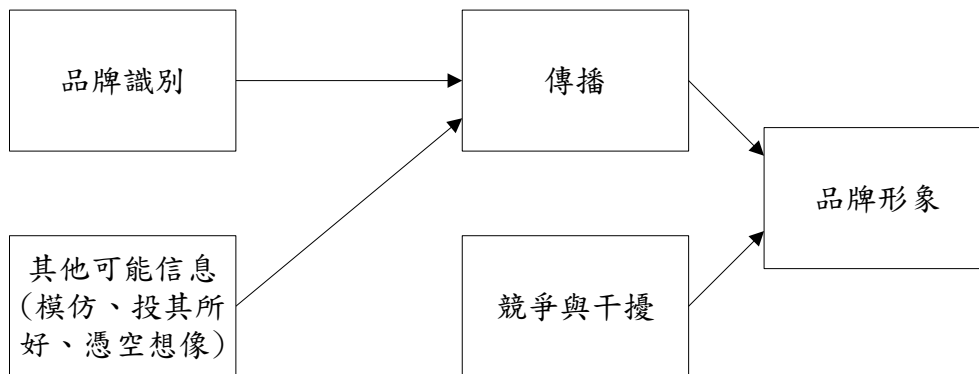 品牌識別
傳播
品牌形象
其他可能信息
(模仿、投其所
好、憑空想像)
競爭與干擾